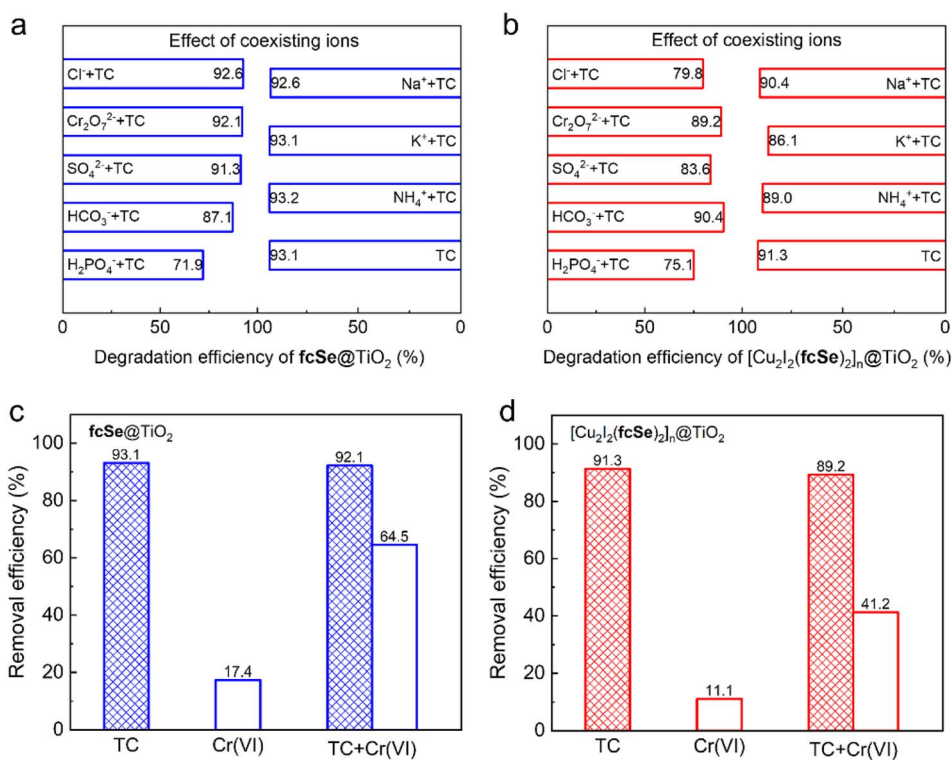 a
Effect of coexisting ions
Cl⁻+TC 92.6
92.6 Na⁺+TC
Cr₂O₇²⁻+TC 92.1
93.1 K⁺+TC
SO₄²⁻+TC 91.3
93.2 NH₄⁺+TC
HCO₃⁻+TC 87.1
93.1 TC
H₂PO₄⁻+TC 71.9
0 50 100 50 0
Degradation efficiency of fcSe@TiO₂ (%)
b
Effect of coexisting ions
Cl⁻+TC 79.8
90.4 Na⁺+TC
Cr₂O₇²⁻+TC 89.2
86.1 K⁺+TC
SO₄²⁻+TC 83.6
89.0 NH₄⁺+TC
HCO₃⁻+TC 90.4
91.3 TC
H₂PO₄⁻+TC 75.1
0 50 100 50 0
Degradation efficiency of [Cu₂I₂(fcSe)₂]ₙ@TiO₂ (%)
c
fcSe@TiO₂
Removal efficiency (%)
100
80
60
40
20
0
93.1
17.4
92.1
64.5
TC Cr(VI) TC+Cr(VI)
d
[Cu₂I₂(fcSe)₂]ₙ@TiO₂
Removal efficiency (%)
100
80
60
40
20
0
91.3
11.1
89.2
41.2
TC Cr(VI) TC+Cr(VI)